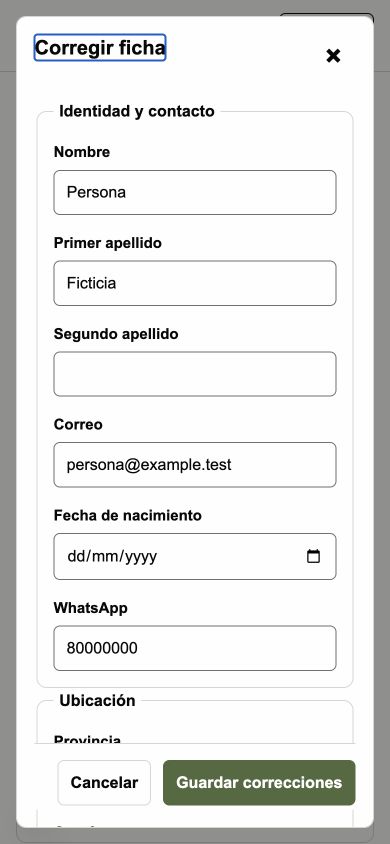 Corregir ficha
Identidad y contacto
Nombre
Persona
Primer apellido
Ficticia
Segundo apellido
Correo
persona@example.test
Fecha de nacimiento
dd/mm/yyyy
WhatsApp
80000000
Ubicación
Provincia
Cancelar
Guardar correcciones